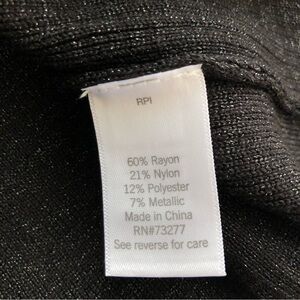 RPI
60% Rayon
21% Nylon
12% Polyester
7% Metallic
Made in China
RN#73277
See reverse for care